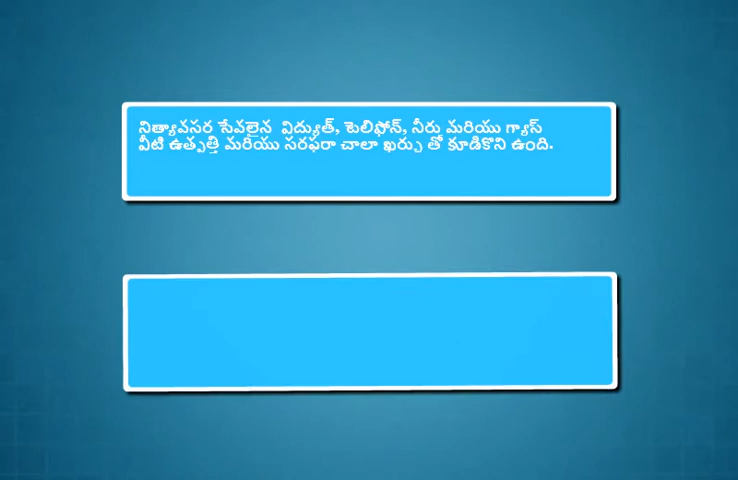 నిత్యావసర సేవలైన  విద్యుత్, టెలిఫోన్, నీరు మరియు గ్యాస్
వీటి ఉత్పత్తి మరియు సరఫరా చాలా ఖర్చు తో కూడికొని ఉంది.